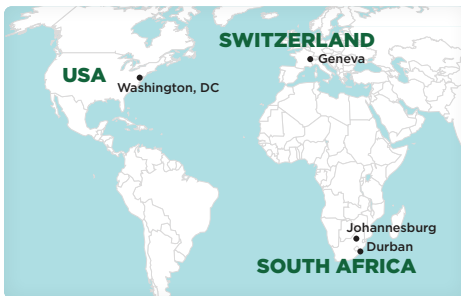 SWITZERLAND
Geneva
USA
Washington, DC
Johannesburg
Durban
SOUTH AFRICA